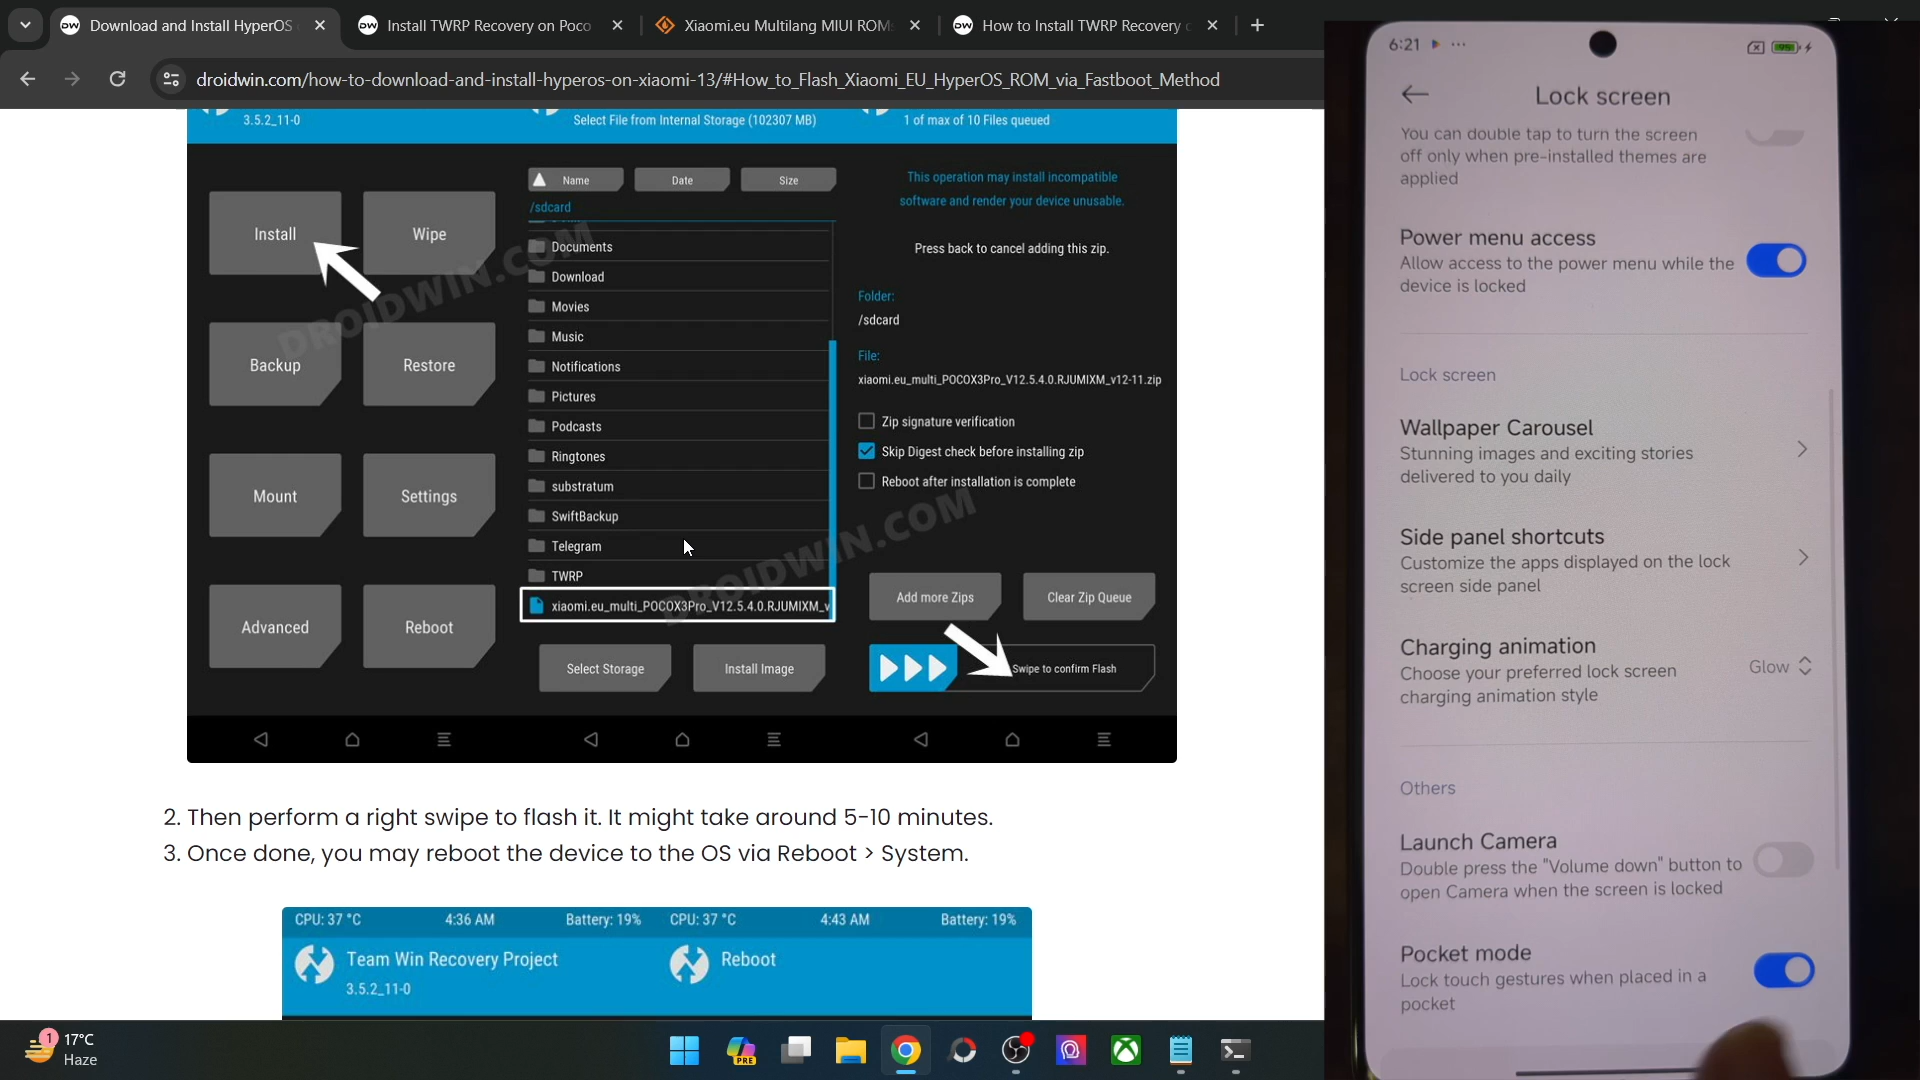 Download and Install HyperOS
Install TWRP Recovery on Poco
Xiaomi.eu Multilang MIUI ROM
How to Install TWRP Recovery
droidwin.com/how-to-download-and-install-hyperos-on-xiaomi-13/#How_to_Flash_Xiaomi_EU_HyperOS_ROM_via_Fastboot_Method
3.5.2_11-0
Select File from Internal Storage (102307 MB)
1 of max of 10 Files queued
Install
Wipe
Backup
Restore
Mount
Settings
Advanced
Reboot
Name
Date
Size
/sdcard
Documents
Download
Movies
Music
Notifications
Pictures
Podcasts
Ringtones
substratum
SwiftBackup
Telegram
TWRP
xiaomi.eu_multi_POCOX3Pro_V12.5.4.0.RJUMIXM_v
Select Storage
Install Image
This operation may install incompatible
software and render your device unusable.
Press back to cancel adding this zip.
Folder:
/sdcard
File:
xiaomi.eu_multi_POCOX3Pro_V12.5.4.0.RJUMIXM_v12-11.zip
Zip signature verification
Skip Digest check before installing zip
Reboot after installation is complete
Add more Zips
Clear Zip Queue
Swipe to confirm Flash
DROIDWIN.COM
DROIDWIN.COM
2. Then perform a right swipe to flash it. It might take around 5-10 minutes.
3. Once done, you may reboot the device to the OS via Reboot > System.
CPU: 37 °C
4:36 AM
Battery: 19%
CPU: 37 °C
4:43 AM
Battery: 19%
Team Win Recovery Project
3.5.2_11-0
Reboot
1
17°C
Haze
PRE
6:21
95
Lock screen
You can double tap to turn the screen
off only when pre-installed themes are
applied
Power menu access
Allow access to the power menu while the
device is locked
Lock screen
Wallpaper Carousel
Stunning images and exciting stories
delivered to you daily
Side panel shortcuts
Customize the apps displayed on the lock
screen side panel
Charging animation
Choose your preferred lock screen
charging animation style
Glow
Others
Launch Camera
Double press the "Volume down" button to
open Camera when the screen is locked
Pocket mode
Lock touch gestures when placed in a
pocket